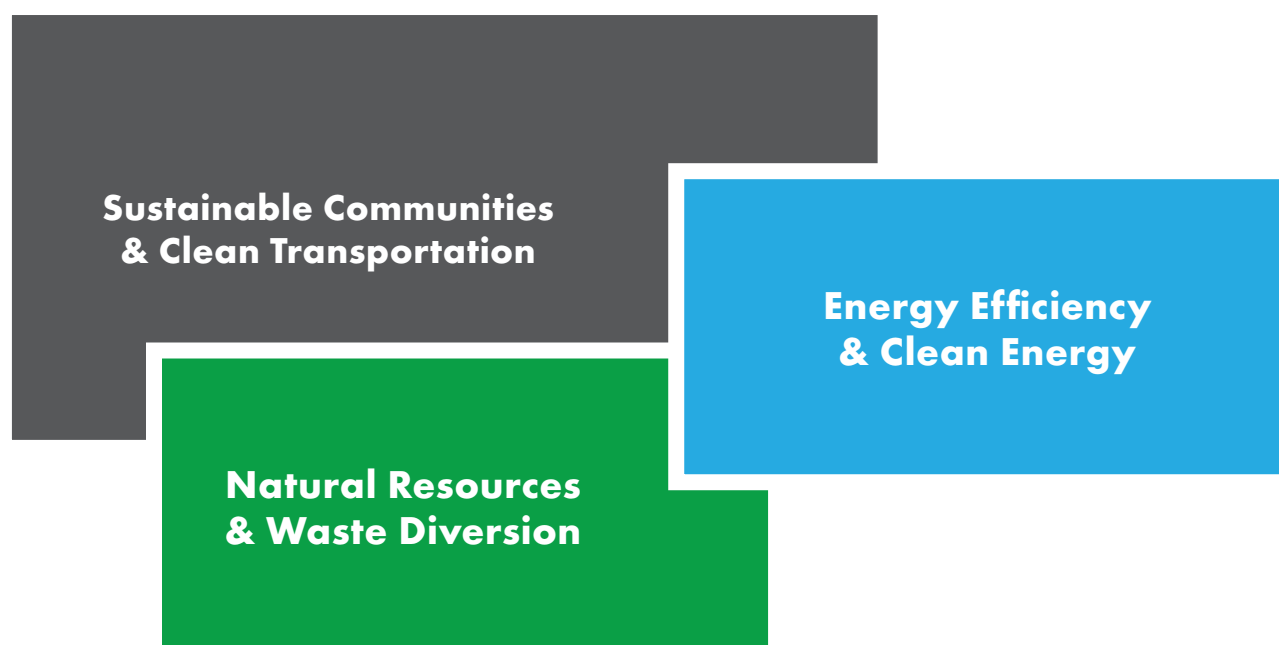 Sustainable Communities
& Clean Transportation
Energy Efficiency
& Clean Energy
Natural Resources
& Waste Diversion